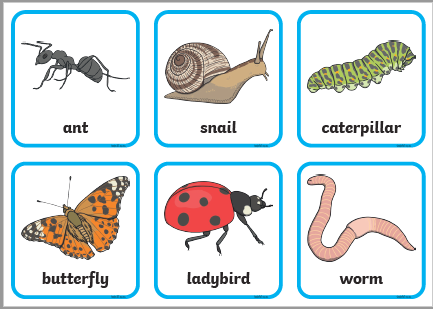 ant
snail
caterpillar
butterfly
ladybird
worm